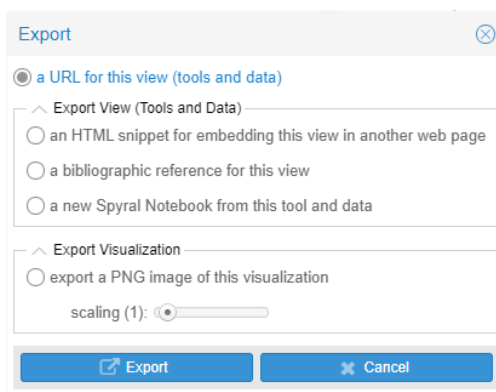 Export
a URL for this view (tools and data)
Export View (Tools and Data)
an HTML snippet for embedding this view in another web page
a bibliographic reference for this view
a new Spyral Notebook from this tool and data
Export Visualization
export a PNG image of this visualization
scaling (1):
Export Cancel